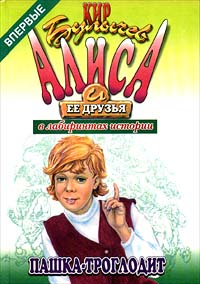 ВПЕРВЫЕ
КИР
Булычев
АЛИСА
И
ЕЕ ДРУЗЬЯ
в лабиринтах истории
ПАШКА-ТРОГЛОДИТ